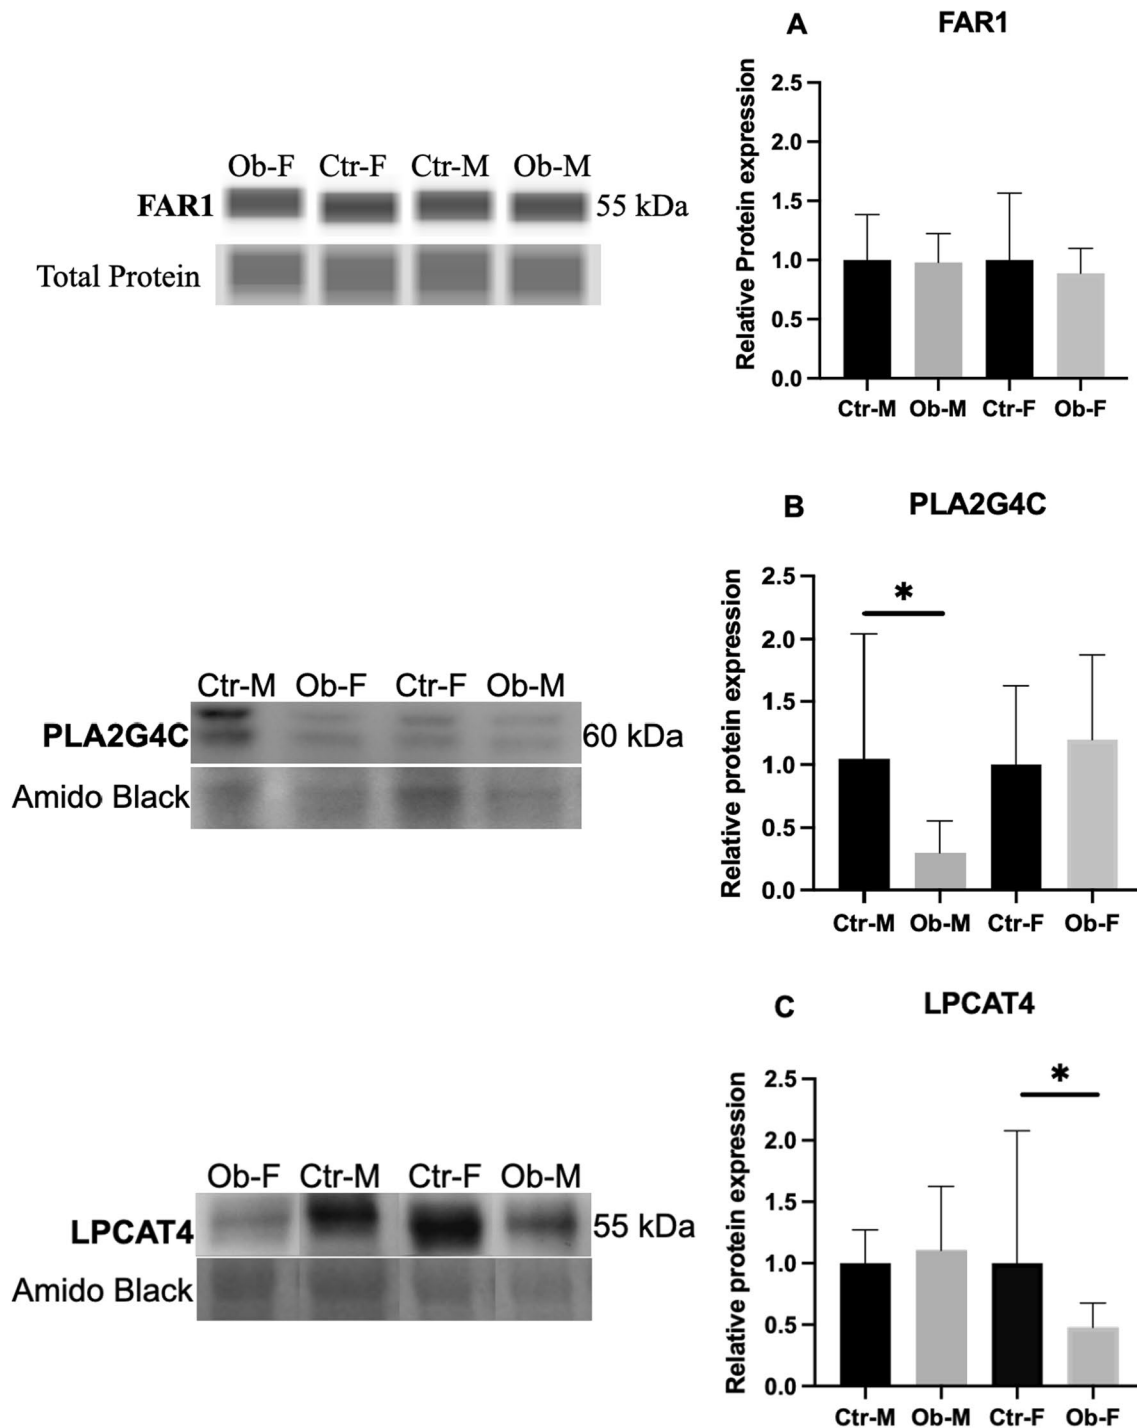 A FAR1
Ob-F Ctr-F Ctr-M Ob-M
FAR1 55 kDa
Total Protein
Relative Protein expression
2.5
2.0
1.5
1.0
0.5
0.0
Ctr-M Ob-M Ctr-F Ob-F
B PLA2G4C
Ctr-M Ob-F Ctr-F Ob-M
PLA2G4C 60 kDa
Amido Black
Relative protein expression
2.5
2.0
1.5
1.0
0.5
0.0
*
Ctr-M Ob-M Ctr-F Ob-F
C LPCAT4
Ob-F Ctr-M Ctr-F Ob-M
LPCAT4 55 kDa
Amido Black
Relative protein expression
2.5
2.0
1.5
1.0
0.5
0.0
*
Ctr-M Ob-M Ctr-F Ob-F